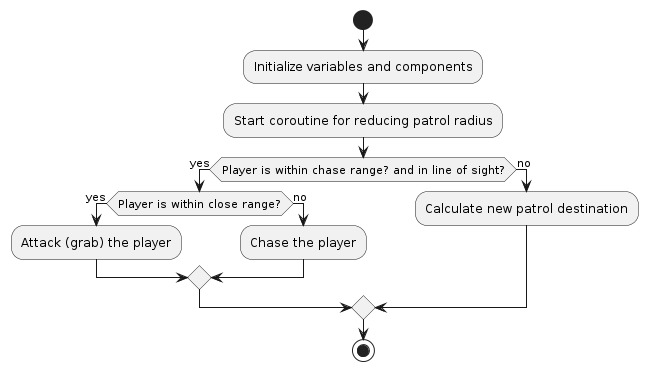 Initialize variables and components
Start coroutine for reducing patrol radius
yes
Player is within chase range? and in line of sight?
no
yes
Player is within close range?
no
Calculate new patrol destination
Attack (grab) the player
Chase the player